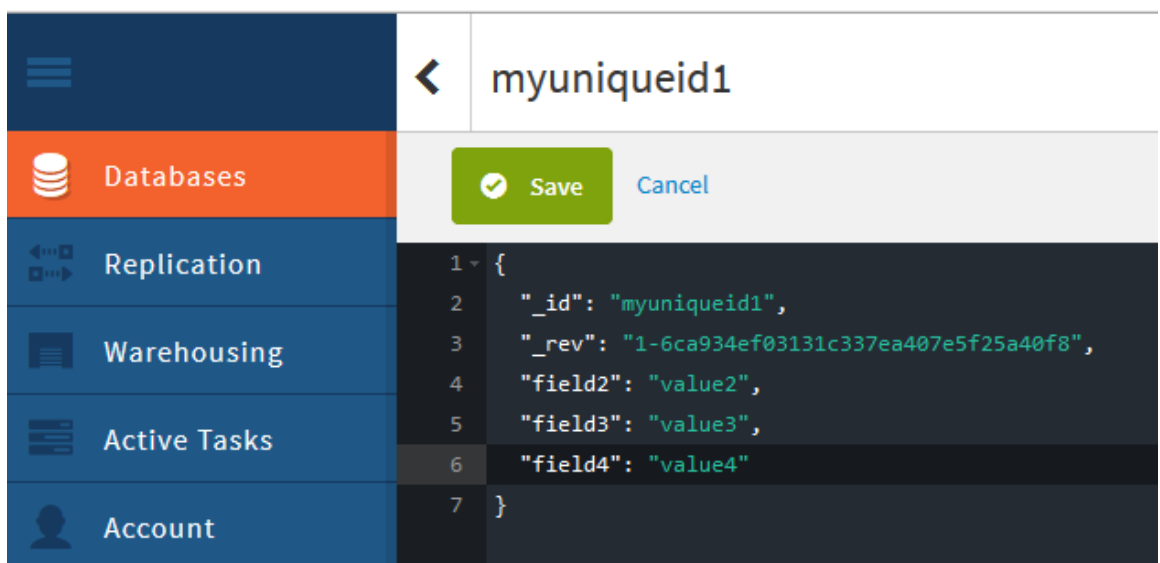 myuniqueid1
Databases
Replication
Warehousing
Active Tasks
Account
Save Cancel
1 {
2 "_id": "myuniqueid1",
3 "_rev": "1-6ca934ef03131c337ea407e5f25a40f8",
4 "field2": "value2",
5 "field3": "value3",
6 "field4": "value4"
7 }